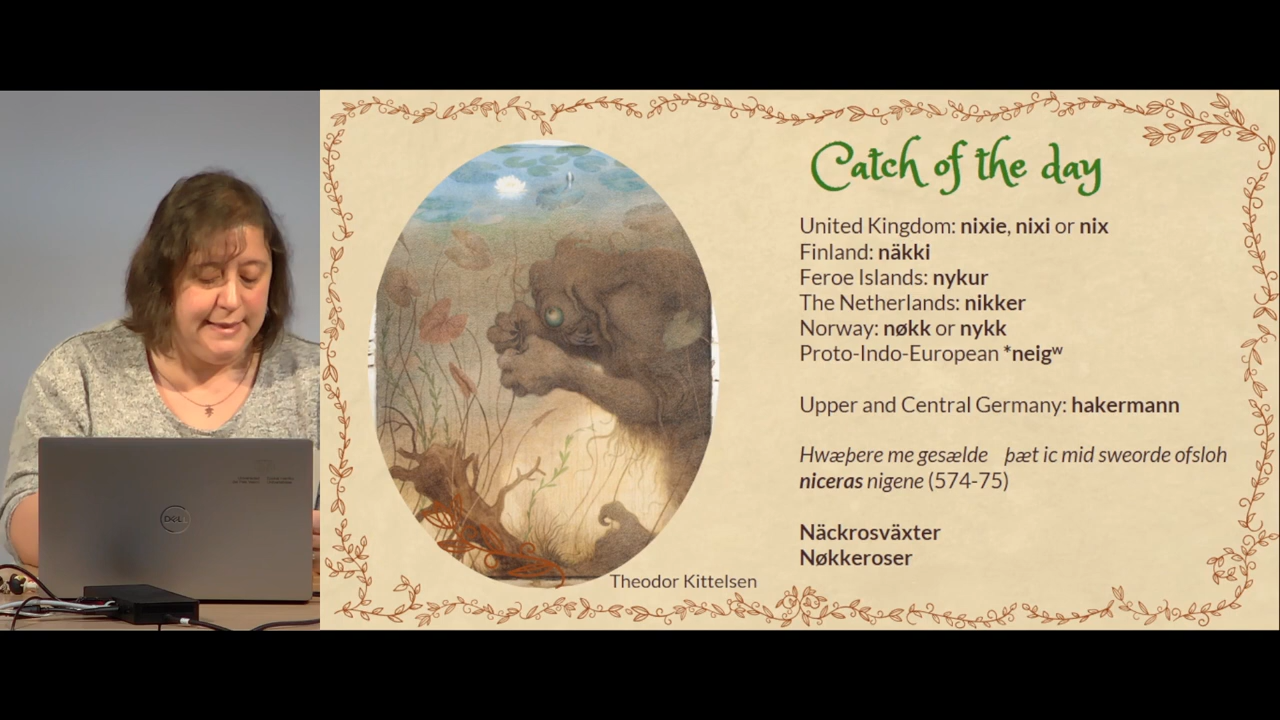 Catch of the day
United Kingdom: nixie, nixi or nix
Finland: näkki
Feroe Islands: nykur
The Netherlands: nikker
Norway: nøkk or nykk
Proto-Indo-European *neigʷ
Upper and Central Germany: hakermann
Hwæþere me gesælde þæt ic mid sweorde ofsloh
niceras nigene (574-75)
Näckrosväxter
Nøkkeroser
Theodor Kittelsen
DELL